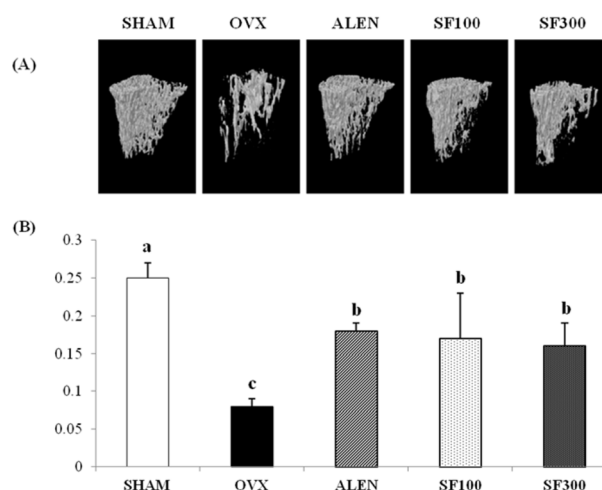 SHAM OVX ALEN SF100 SF300
(A)
(B)
0.3
a
0.25
b
b
0.2
b
0.15
c
0.1
0.05
0
SHAM OVX ALEN SF100 SF300